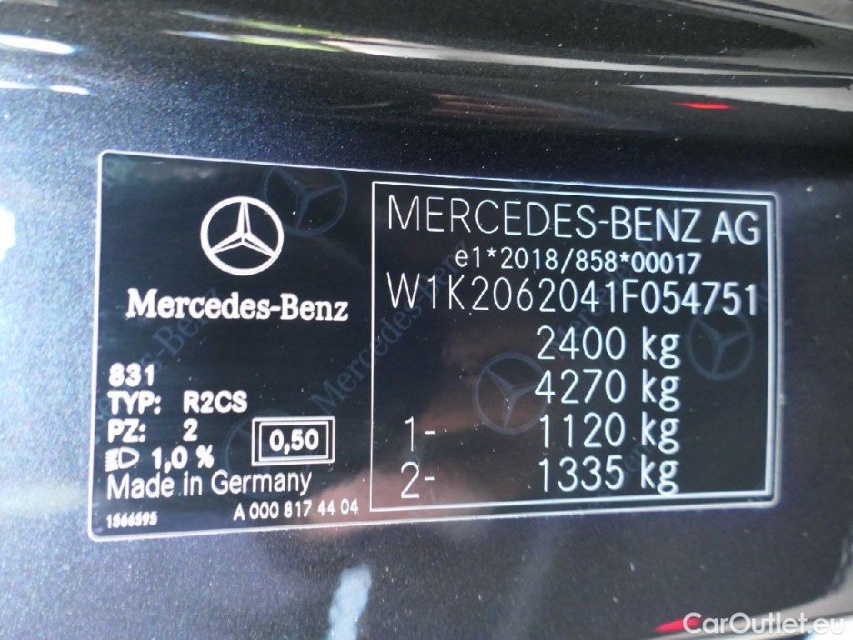 Mercedes-Benz
831
TYP: R2CS
PZ: 2
1,0 %
0,50
Made in Germany
1566595
A 000 817 44 04
MERCEDES-BENZ AG
e1*2018/858*00017
W1K2062041F054751
2400 kg
4270 kg
1- 1120 kg
2- 1335 kg
CarOutlet.eu